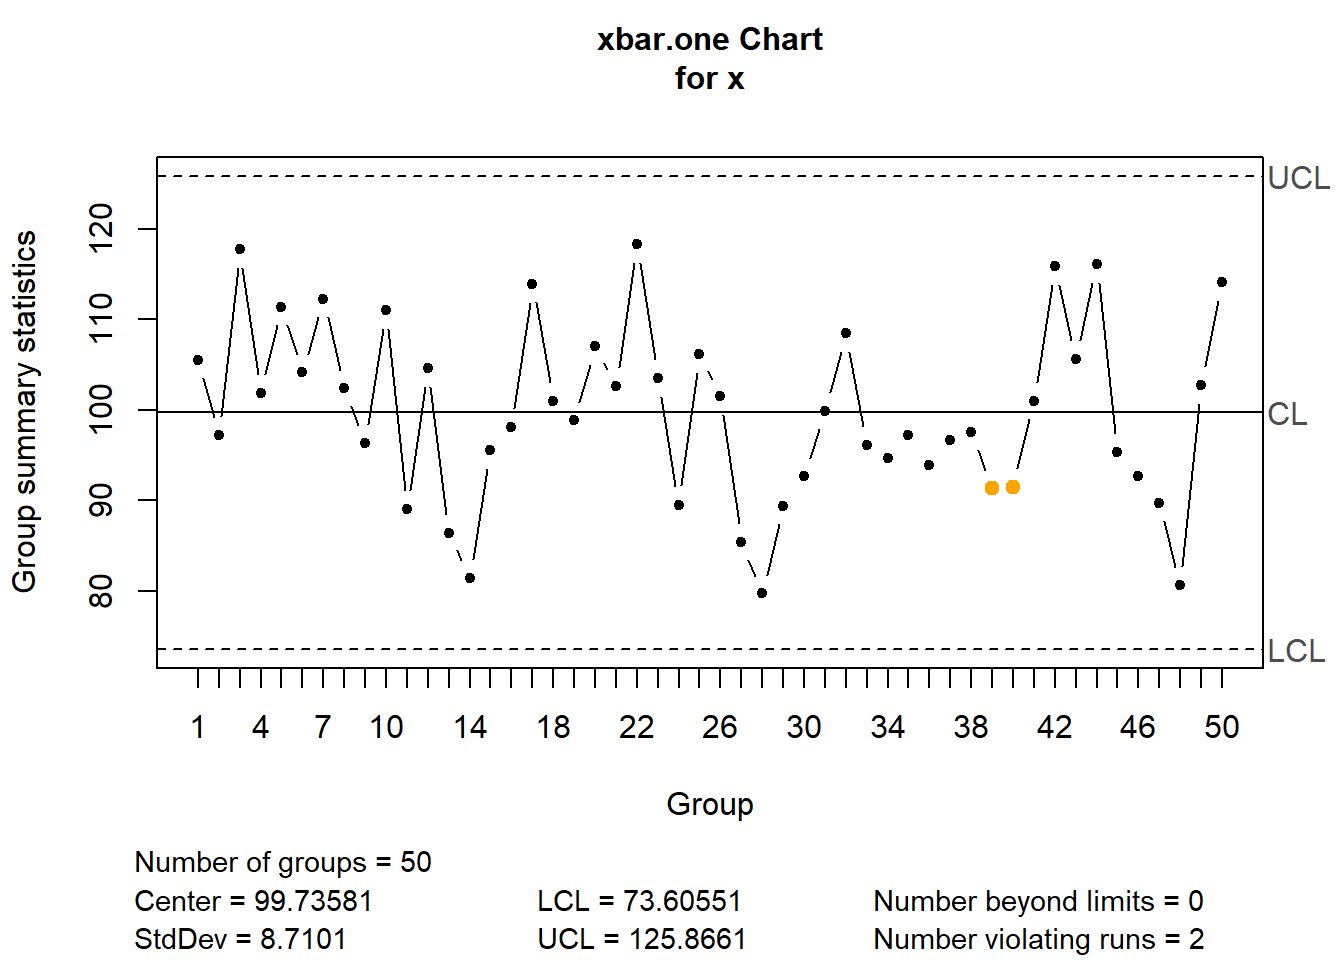 xbar.one Chart
for x
Group summary statistics
120
110
100
90
80
UCL
CL
LCL
1 4 7 10 14 18 22 26 30 34 38 42 46 50
Group
Number of groups = 50
Center = 99.73581 LCL = 73.60551 Number beyond limits = 0
StdDev = 8.7101 UCL = 125.8661 Number violating runs = 2